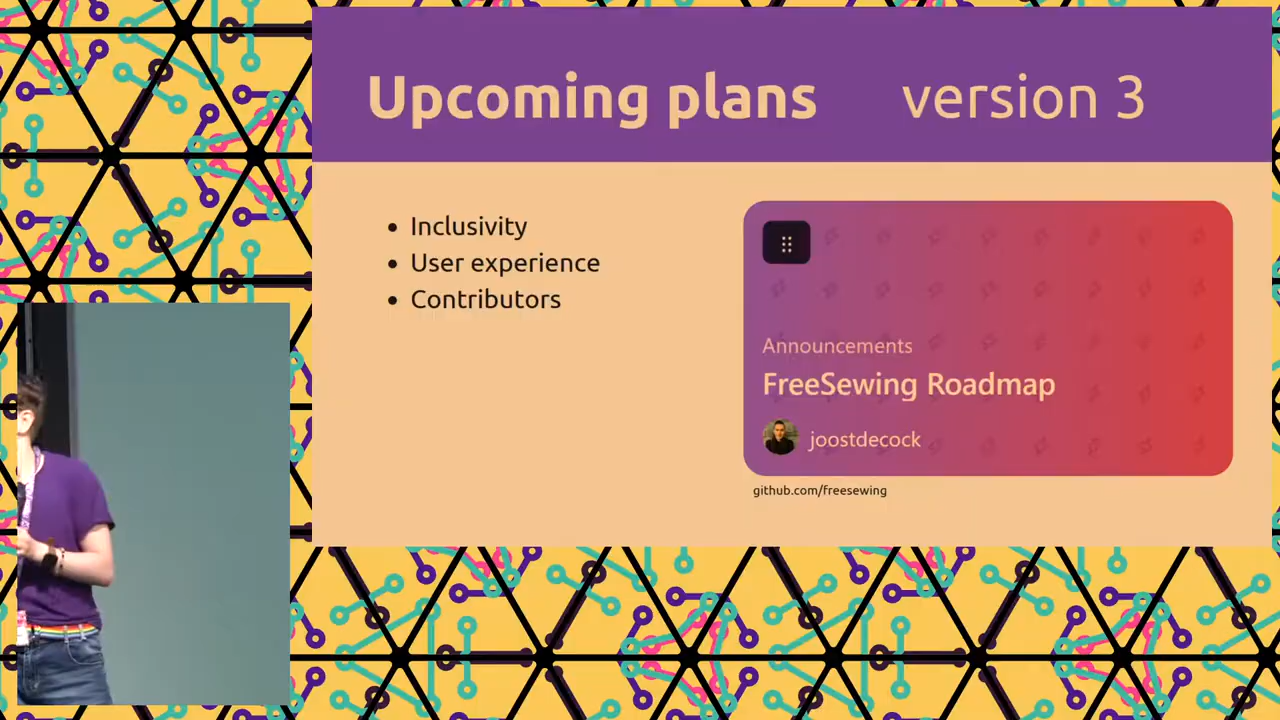 Upcoming plans version 3
• Inclusivity
• User experience
• Contributors
Announcements
FreeSewing Roadmap
joostdecock
github.com/freesewing